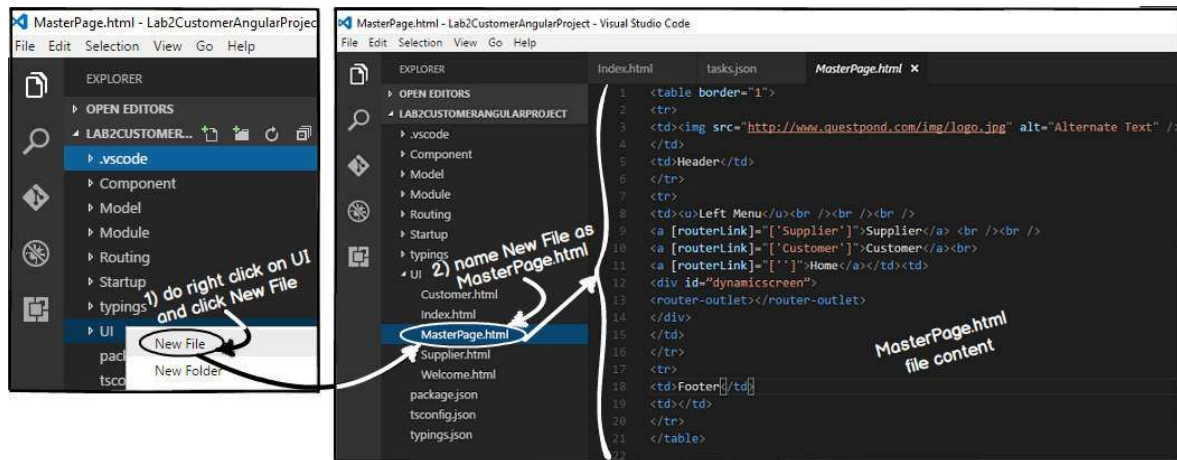 MasterPage.html - Lab2CustomerAngularProjec
File Edit Selection View Go Help
EXPLORER
OPEN EDITORS
LAB2CUSTOMER...
.vscode
Component
Model
Module
Routing
Startup
typings
UI
pac
tsco
New File
New Folder
1) do right click on UI
and click New File
MasterPage.html - Lab2CustomerAngularProject - Visual Studio Code
File Edit Selection View Go Help
EXPLORER
OPEN EDITORS
LAB2CUSTOMERANGULARPROJECT
.vscode
Component
Model
Module
Routing
Startup
typings
UI
Customer.html
Index.html
MasterPage.html
Supplier.html
Welcome.html
package.json
tsconfig.json
typings.json
2) name New File as
MasterPage.html
Index.html tasks.json MasterPage.html ×
1 <table border="1">
2 <tr>
3 <td><img src="http://www.questpond.com/img/logo.jpg" alt="Alternate Text" />
4 </td>
5 <td>Header</td>
6 </tr>
7 <tr>
8 <td><u>Left Menu</u><br /><br /><br />
9 <a [routerLink]="['Supplier']">Supplier</a> <br /><br />
10 <a [routerLink]="['Customer']">Customer</a><br>
11 <a [routerLink]="['']">Home</a></td><td>
12 <div id=”dynamicscreen”>
13 <router-outlet></router-outlet>
14 </div>
15 </td>
16 </tr>
17 <tr>
18 <td>Footer</td>
19 <td></td>
20 </tr>
21 </table>
22
MasterPage.html
file content